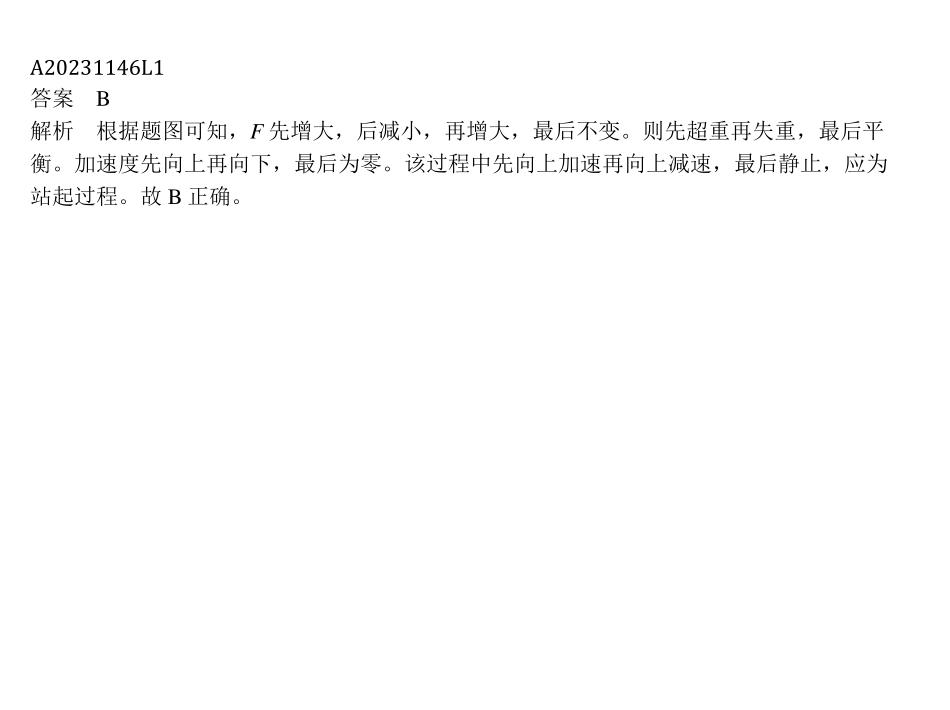 A20231146L1
答案 B
解析 根据题图可知，F 先增大，后减小，再增大，最后不变。则先超重再失重，最后平
衡。加速度先向上再向下，最后为零。该过程中先向上加速再向上减速，最后静止，应为
站起过程。故 B 正确。